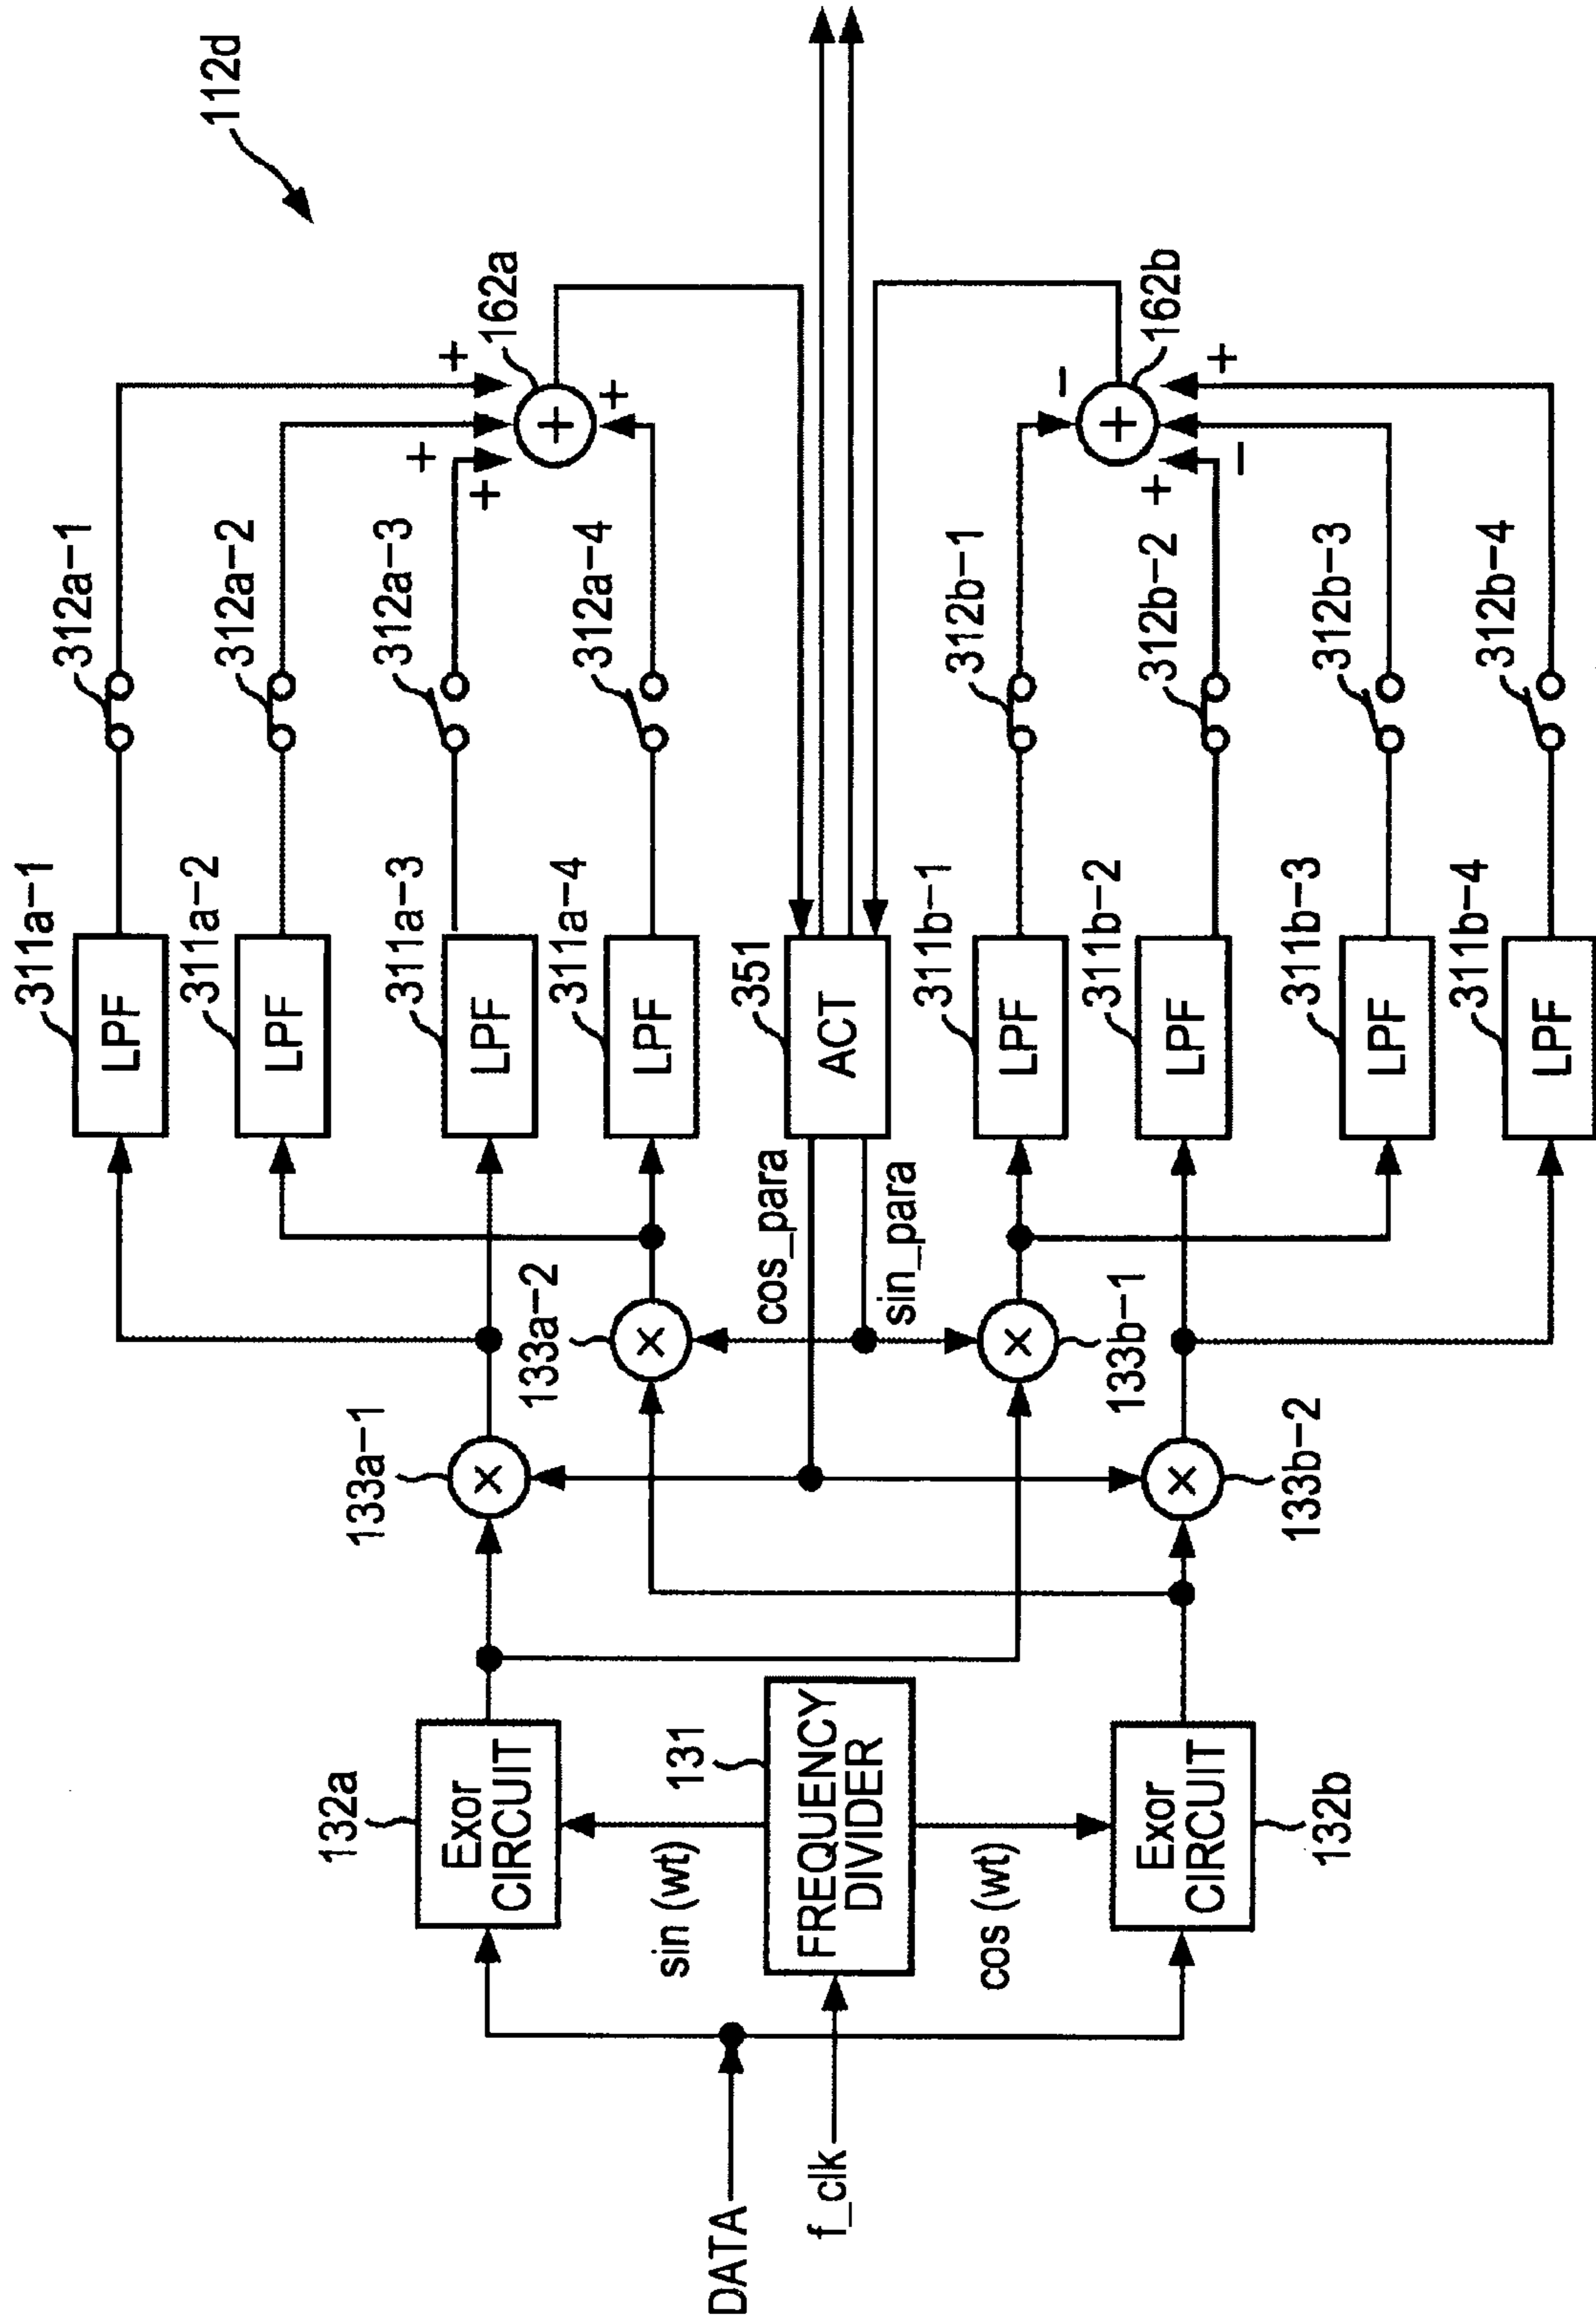 112d
311a-1
LPF
312a-1
+
311a-2
LPF
312a-2
+
162a
+
311a-3
LPF
312a-3
+
+
133a-1
×
133a-2
×
311a-4
LPF
312a-4
132a
Exor
CIRCUIT
sin (wt)
DATA
f_clk
131
FREQUENCY
DIVIDER
cos (wt)
cos_para
sin_para
351
ACT
133b-1
×
311b-1
LPF
312b-1
-
+
162b
132b
Exor
CIRCUIT
133b-2
×
311b-2
LPF
312b-2
+
-
+
311b-3
LPF
312b-3
311b-4
LPF
312b-4